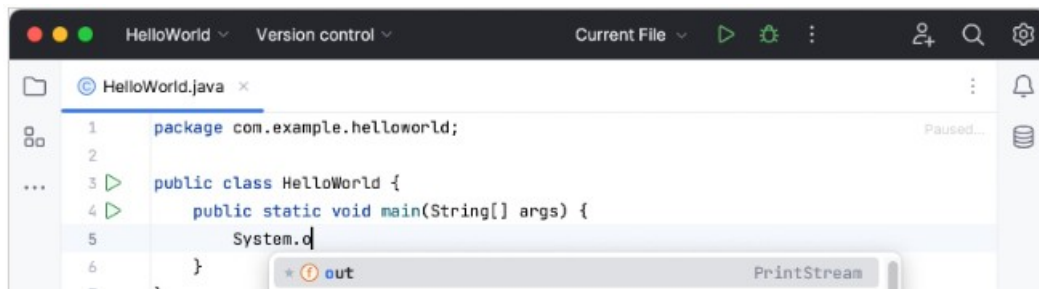 HelloWorld Version control Current File
HelloWorld.java
1 package com.example.helloworld; Paused...
2
3 public class HelloWorld {
4 public static void main(String[] args) {
5 System.o
6 }
out PrintStream